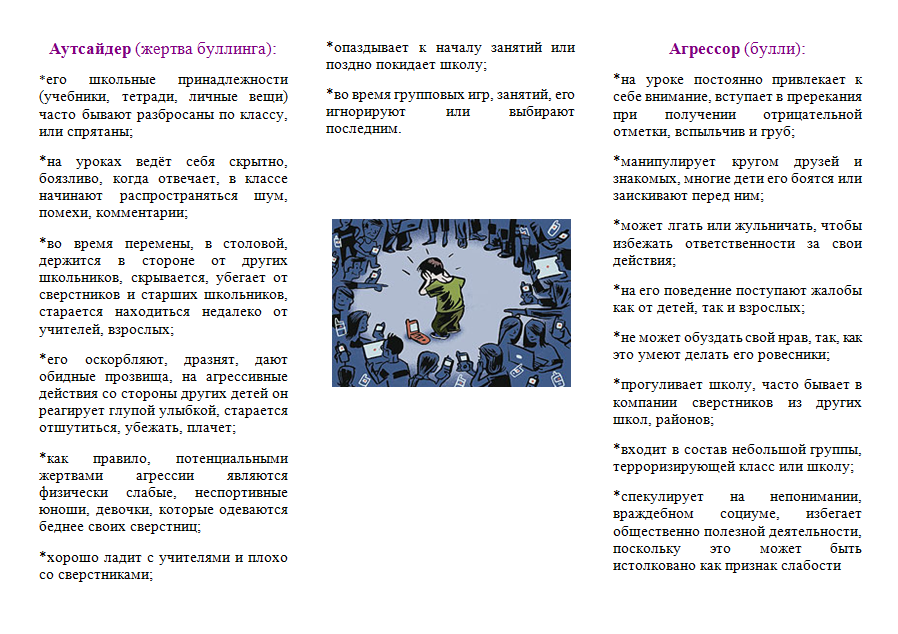 Аутсайдер (жертва буллинга):
*его школьные принадлежности
(учебники, тетради, личные вещи)
часто бывают разбросаны по классу,
или спрятаны;
*на уроках ведёт себя скрытно,
боязливо, когда отвечает, в классе
начинают распространяться шум,
помехи, комментарии;
*во время перемены, в столовой,
держится в стороне от других
школьников, скрывается, убегает от
сверстников и старших школьников,
старается находиться недалеко от
учителей, взрослых;
*его оскорбляют, дразнят, дают
обидные прозвища, на агрессивные
действия со стороны других детей он
реагирует глупой улыбкой, старается
отшутиться, убежать, плачет;
*как правило, потенциальными
жертвами агрессии являются
физически слабые, неспортивные
юноши, девочки, которые одеваются
беднее своих сверстниц;
*хорошо ладит с учителями и плохо
со сверстниками;
*опаздывает к началу занятий или
поздно покидает школу;
*во время групповых игр, занятий, его
игнорируют или выбирают
последним.
Агрессор (булли):
*на уроке постоянно привлекает к
себе внимание, вступает в пререкания
при получении отрицательной
отметки, вспыльчив и груб;
*манипулирует кругом друзей и
знакомых, многие дети его боятся или
заискивают перед ним;
*может лгать или жульничать, чтобы
избежать ответственности за свои
действия;
*на его поведение поступают жалобы
как от детей, так и взрослых;
*не может обуздать свой нрав, так, как
это умеют делать его ровесники;
*прогуливает школу, часто бывает в
компании сверстников из других
школ, районов;
*входит в состав небольшой группы,
терроризирующей класс или школу;
*спекулирует на непонимании,
враждебном социуме, избегает
общественно полезной деятельности,
поскольку это может быть
истолковано как признак слабости